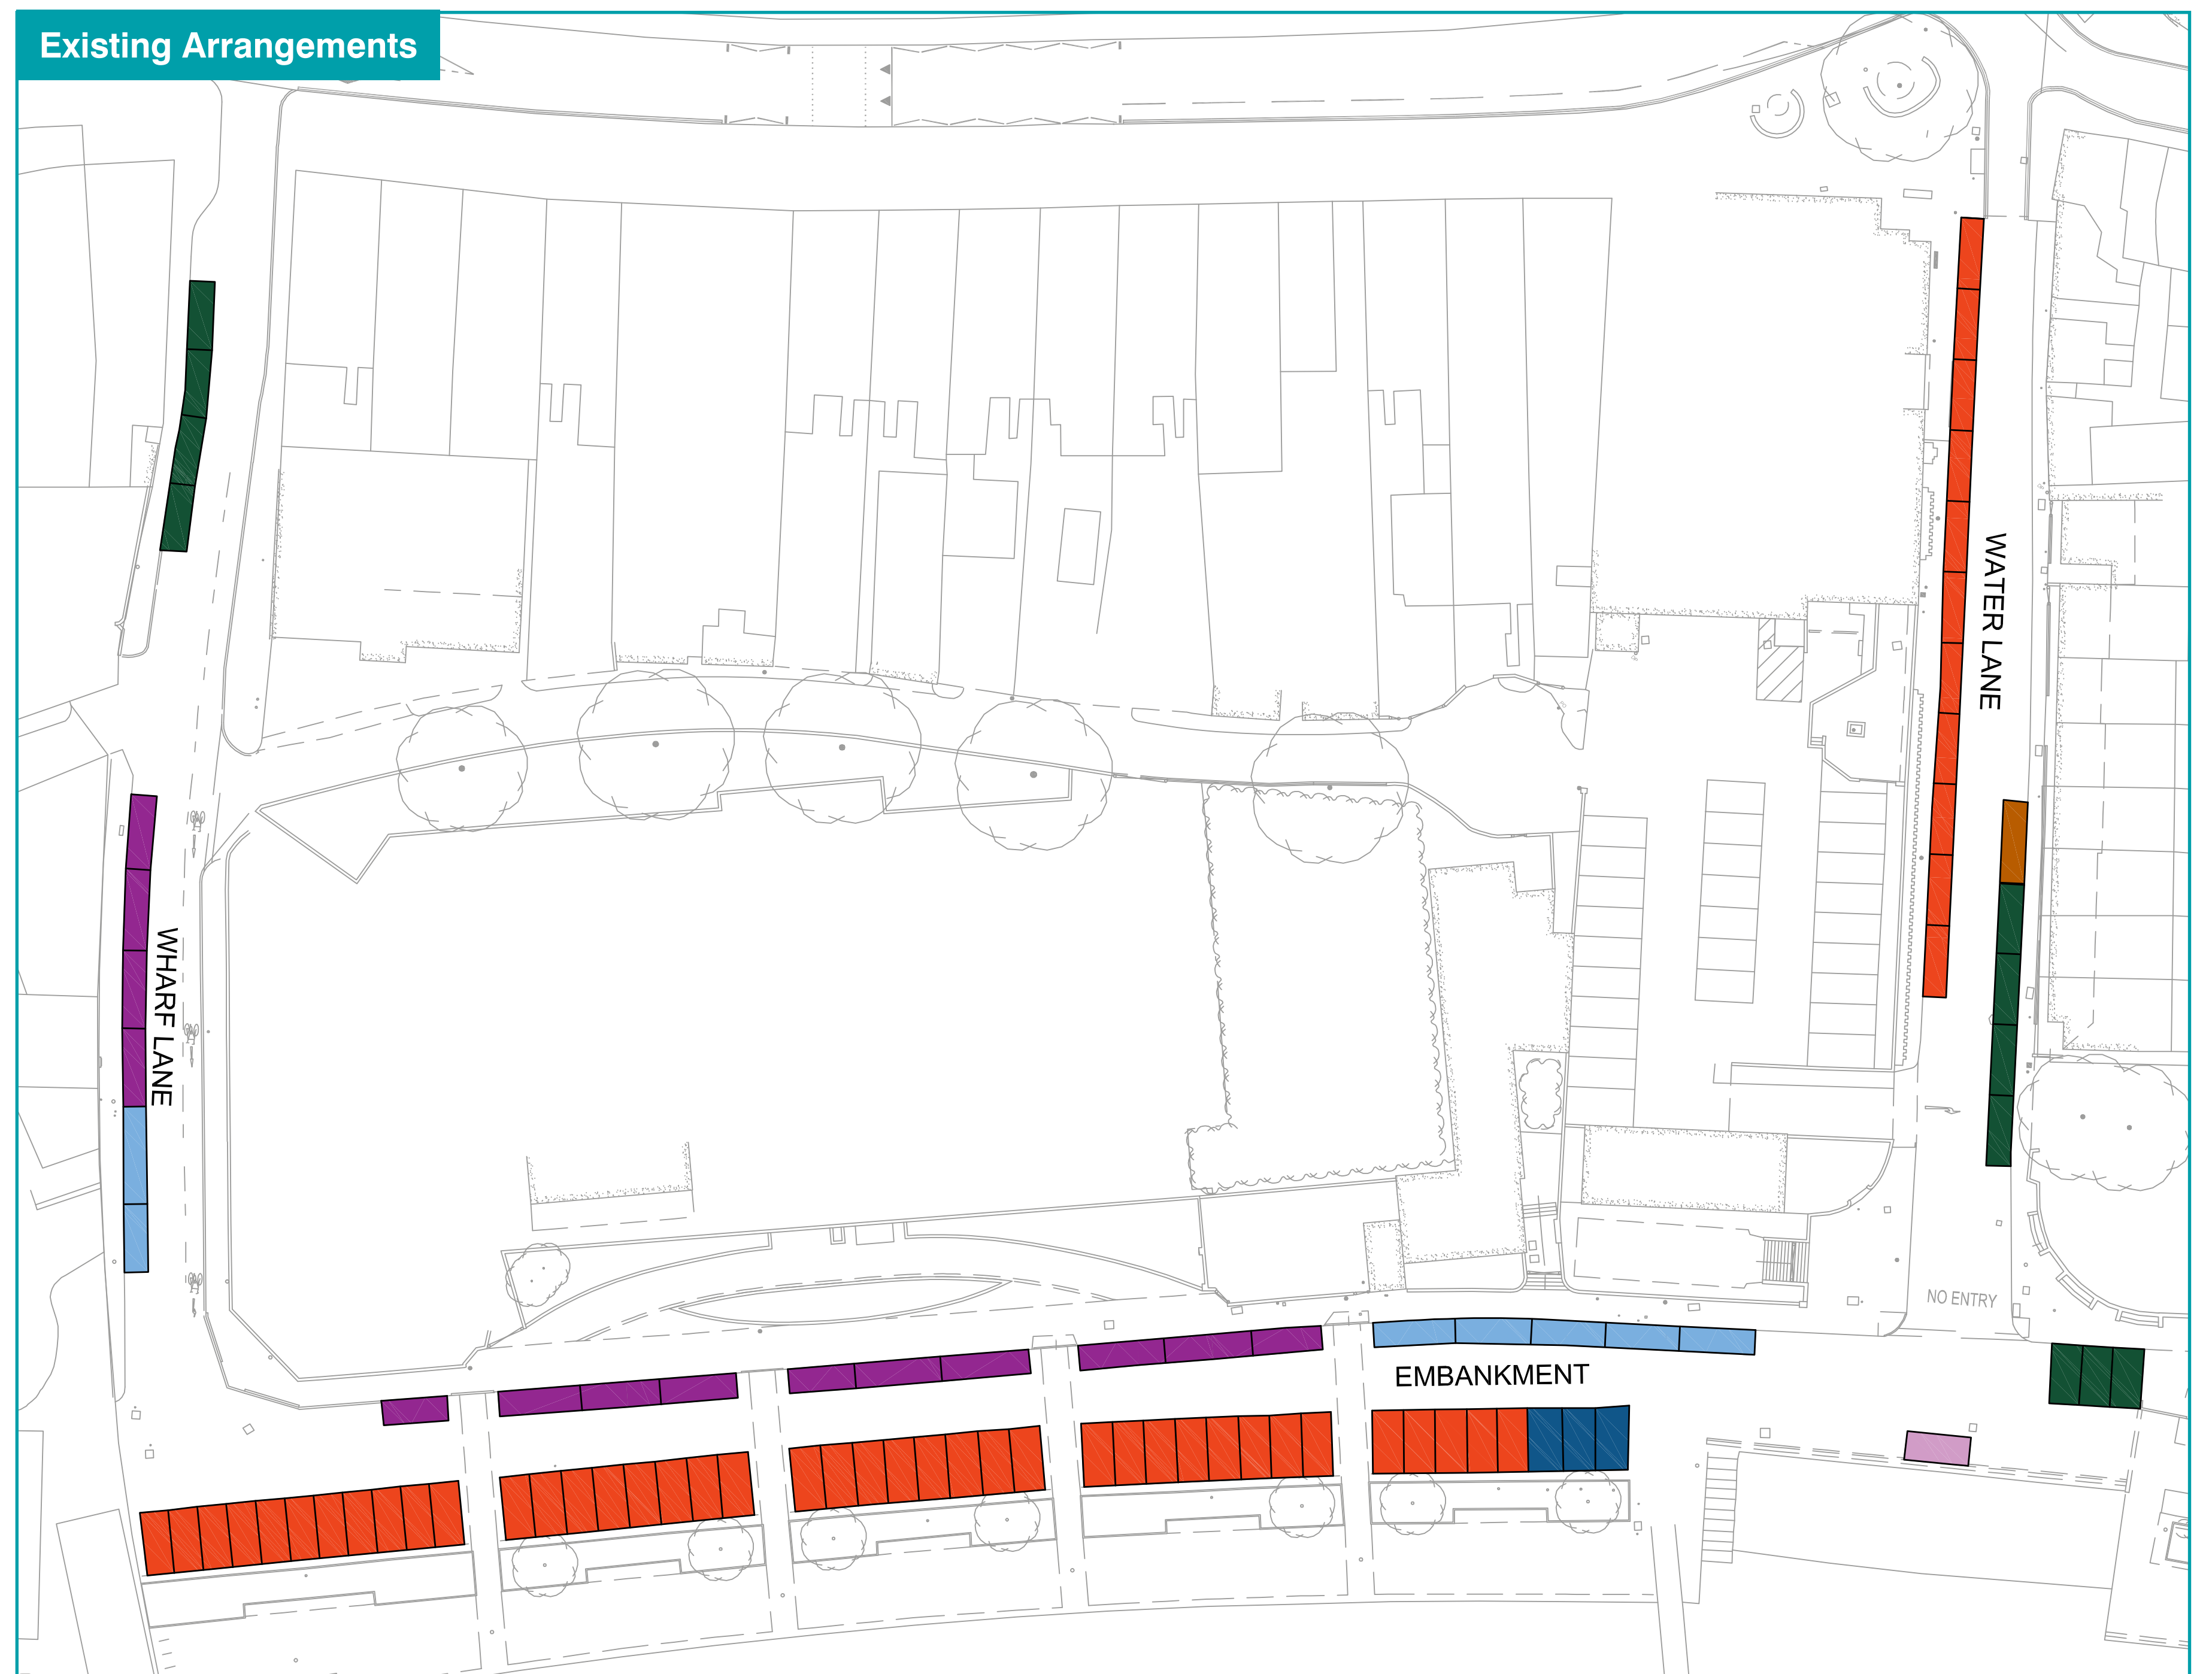 Existing Arrangements
WATER LANE
WHARF LANE
NO ENTRY
EMBANKMENT